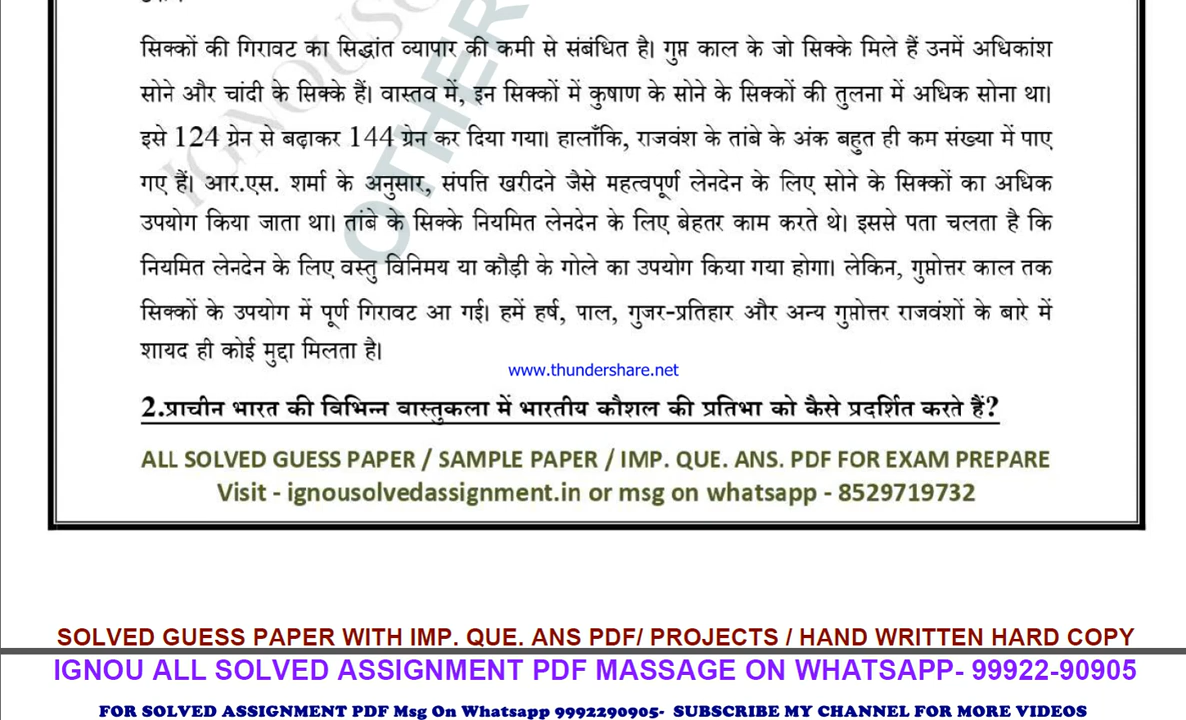 सिक्कों की गिरावट का सिद्धांत व्यापार की कमी से संबंधित है। गुप्त काल के जो सिक्के मिले हैं उनमें अधिकांश
सोने और चांदी के सिक्के हैं। वास्तव में, इन सिक्कों में कुषाण के सोने के सिक्कों की तुलना में अधिक सोना था।
इसे 124 ग्रेन से बढ़ाकर 144 ग्रेन कर दिया गया। हालाँकि, राजवंश के तांबे के अंक बहुत ही कम संख्या में पाए
गए हैं। आर.एस. शर्मा के अनुसार, संपत्ति खरीदने जैसे महत्वपूर्ण लेनदेन के लिए सोने के सिक्कों का अधिक
उपयोग किया जाता था। तांबे के सिक्के नियमित लेनदेन के लिए बेहतर काम करते थे। इससे पता चलता है कि
नियमित लेनदेन के लिए वस्तु विनिमय या कौड़ी के गोले का उपयोग किया गया होगा। लेकिन, गुप्तोत्तर काल तक
सिक्कों के उपयोग में पूर्ण गिरावट आ गई। हमें हर्ष, पाल, गुजर-प्रतिहार और अन्य गुप्तोत्तर राजवंशों के बारे में
शायद ही कोई मुद्दा मिलता है।
www.thundershare.net
2.प्राचीन भारत की विभिन्न वास्तुकला में भारतीय कौशल की प्रतिभा को कैसे प्रदर्शित करते हैं?
ALL SOLVED GUESS PAPER / SAMPLE PAPER / IMP. QUE. ANS. PDF FOR EXAM PREPARE
Visit - ignousolvedassignment.in or msg on whatsapp - 8529719732
SOLVED GUESS PAPER WITH IMP. QUE. ANS PDF/ PROJECTS / HAND WRITTEN HARD COPY
IGNOU ALL SOLVED ASSIGNMENT PDF MASSAGE ON WHATSAPP- 99922-90905
FOR SOLVED ASSIGNMENT PDF Msg On Whatsapp 9992290905- SUBSCRIBE MY CHANNEL FOR MORE VIDEOS